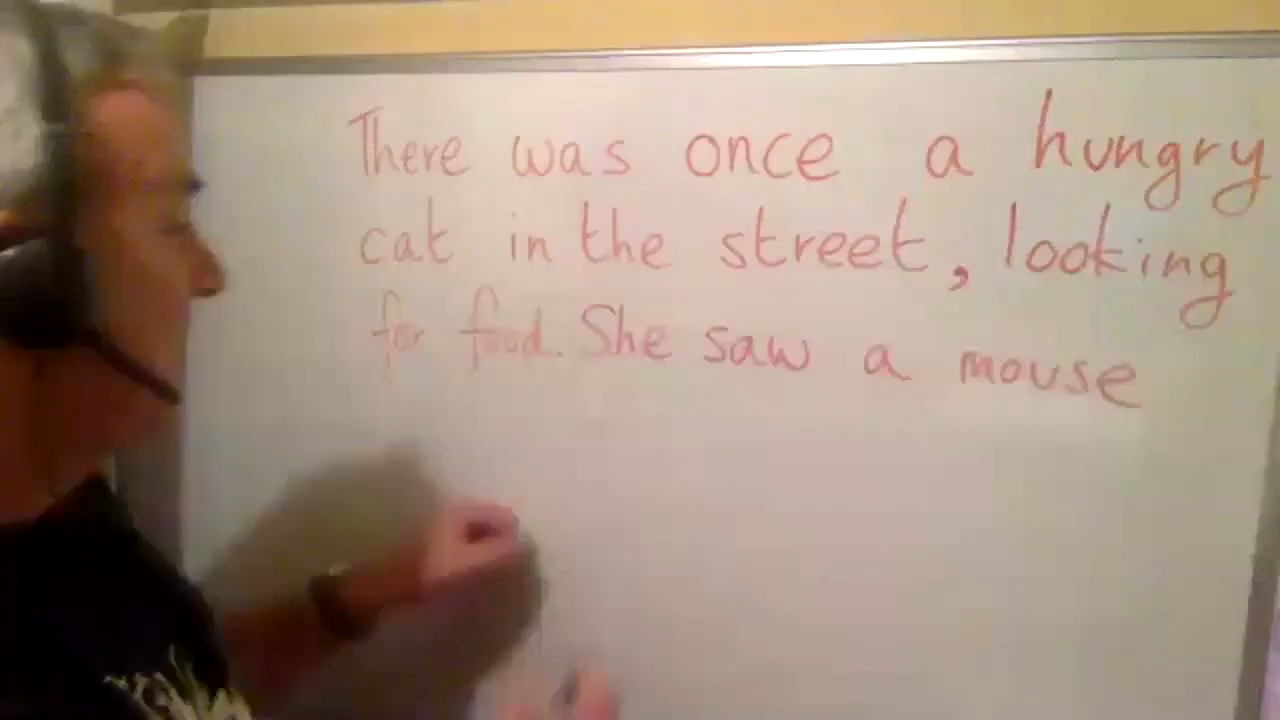 There was once a hungry
cat in the street, looking
for food. She saw a mouse